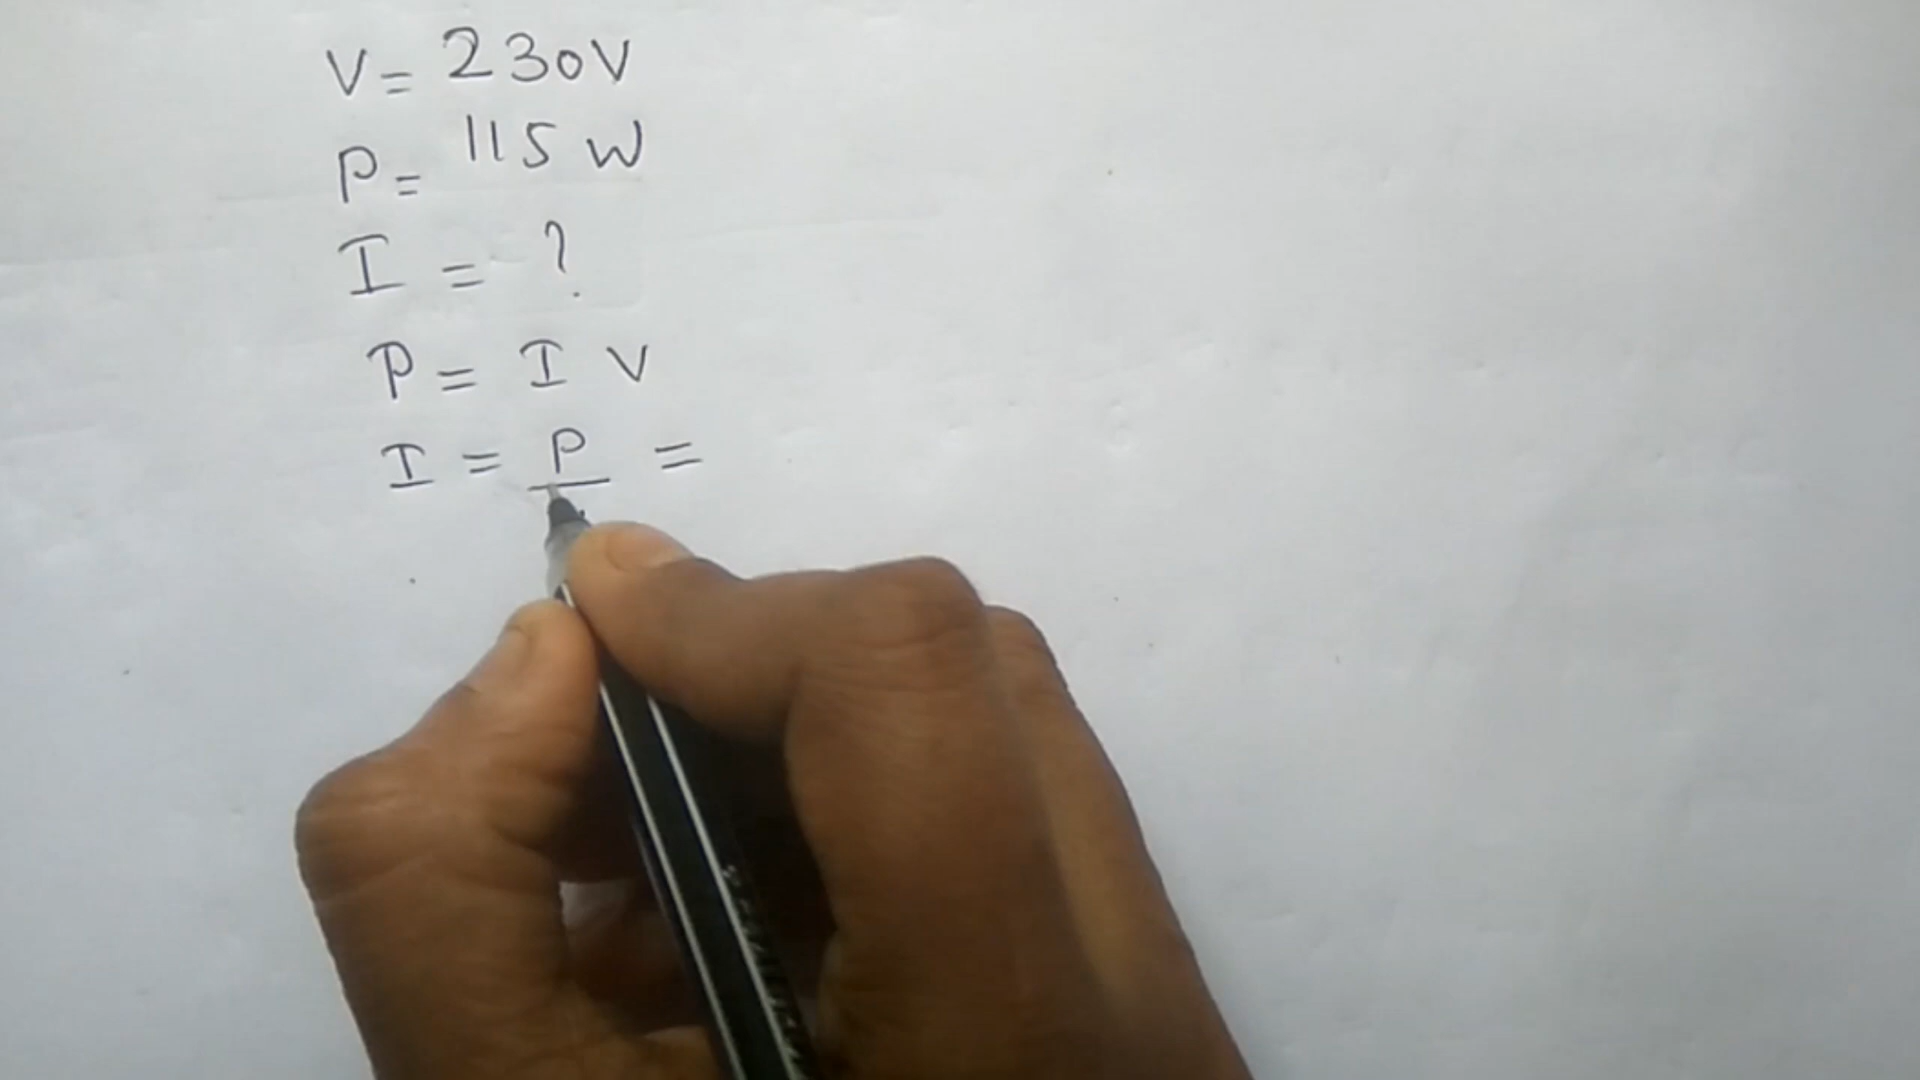 V = 230V
P = 115 W
I = ?
P = I V
I = P =